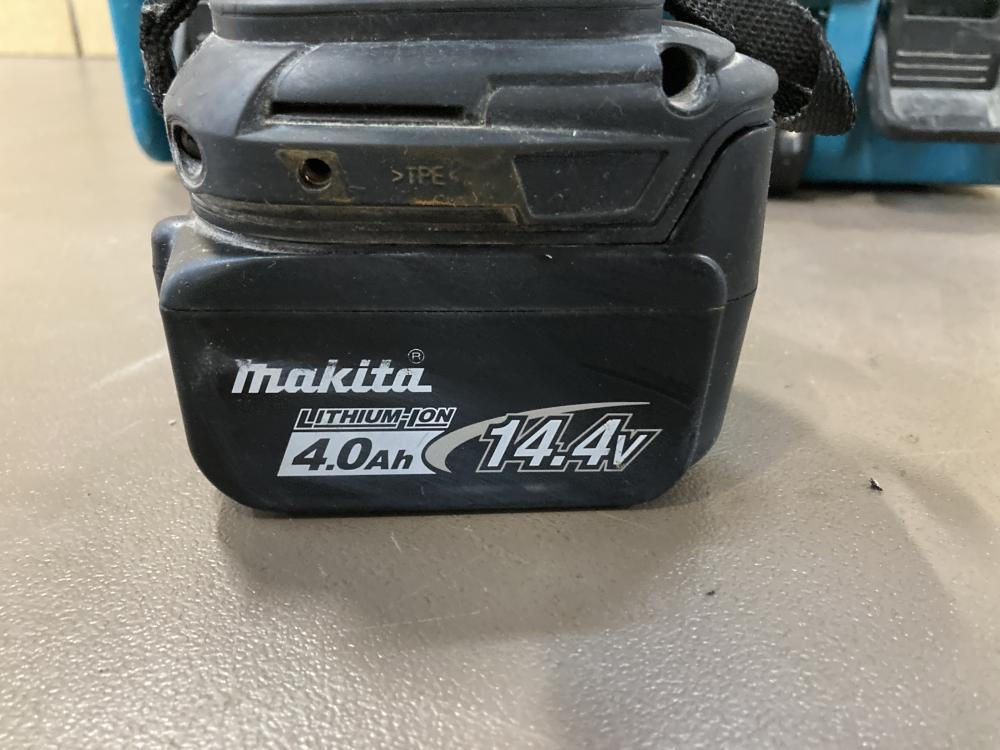 >TPE<
makita®
LITHIUM-ION
4.0Ah
14.4V